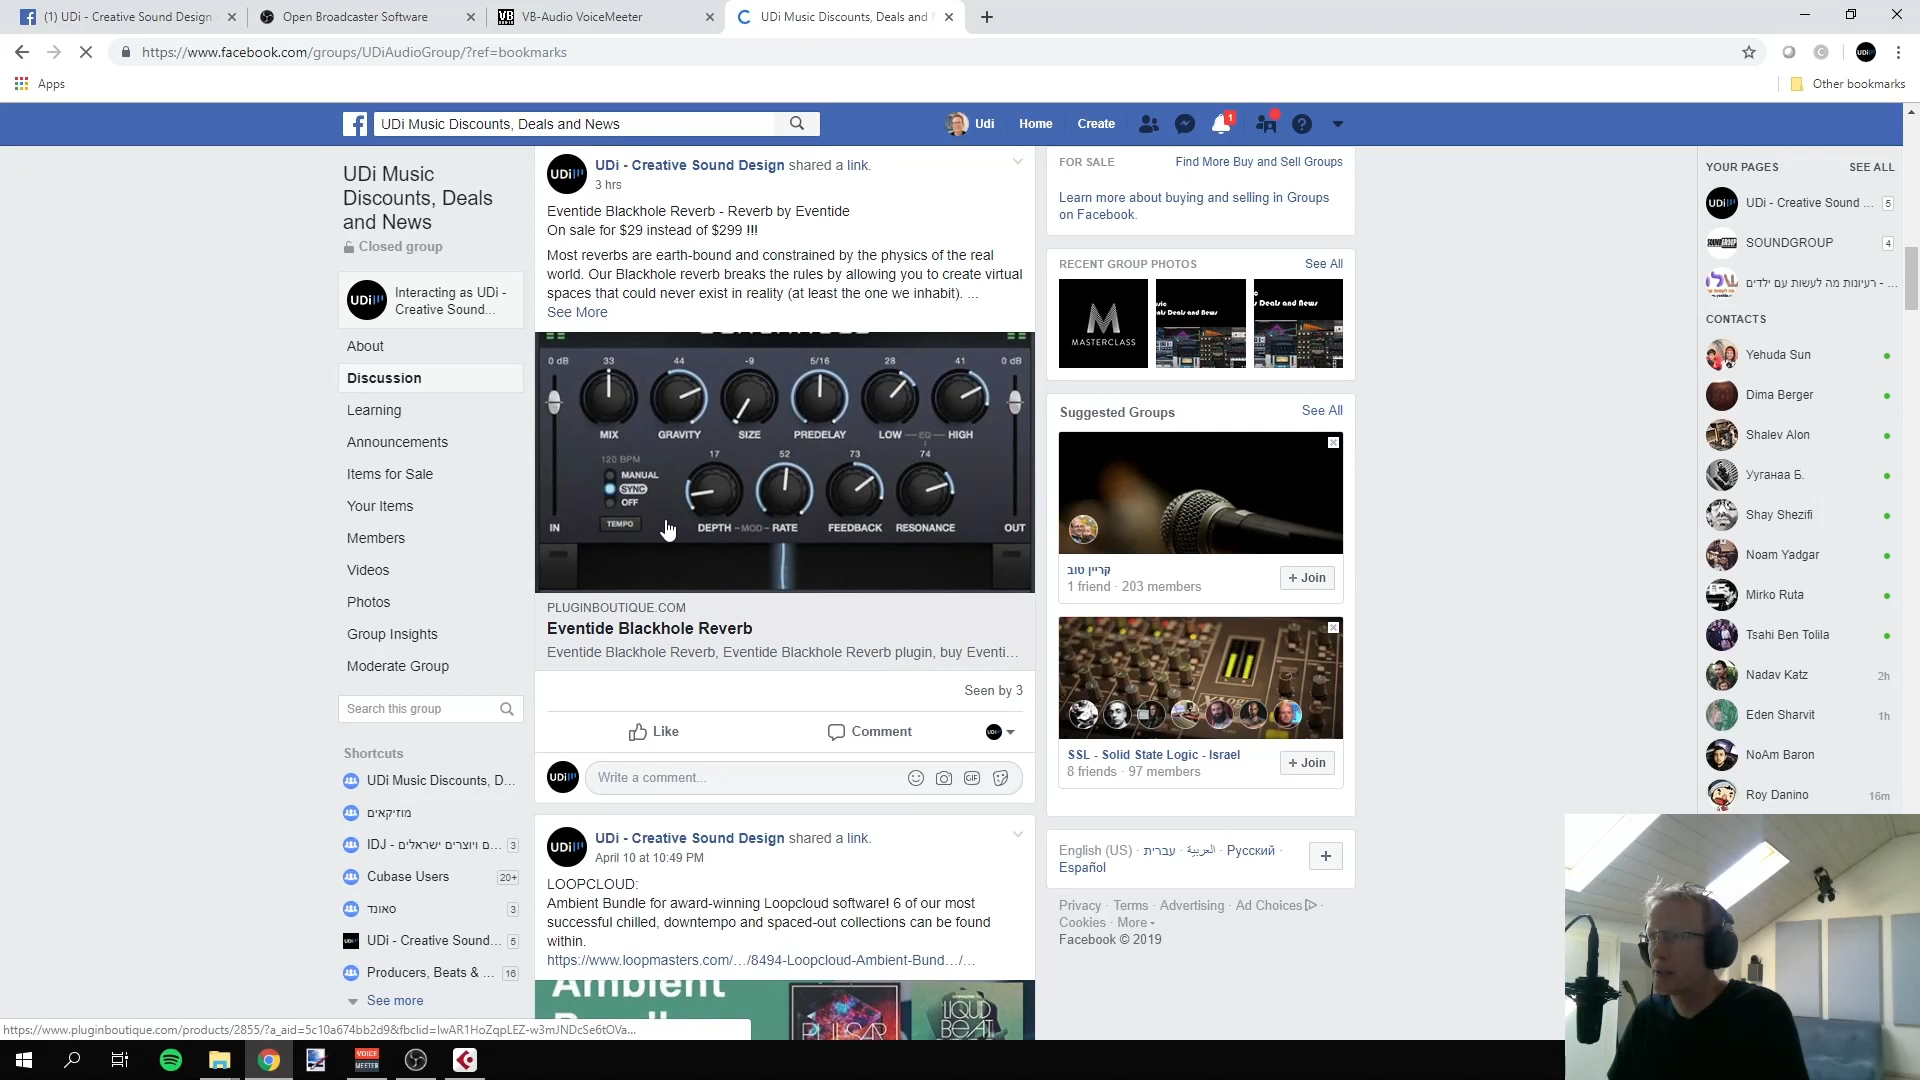 (1) UDi - Creative Sound Design
Open Broadcaster Software
VB-Audio VoiceMeeter
UDi Music Discounts, Deals and
https://www.facebook.com/groups/UDiAudioGroup/?ref=bookmarks
Apps
Other bookmarks
UDi Music Discounts, Deals and News
Udi
Home
Create
1
UDi Music
Discounts, Deals
and News
Closed group
Interacting as UDi -
Creative Sound...
About
Discussion
Learning
Announcements
Items for Sale
Your Items
Members
Videos
Photos
Group Insights
Moderate Group
Search this group
Shortcuts
UDi Music Discounts, D...
מוזיקאים
IDJ - ם ויוצרים ישראלים... 3
Cubase Users 20+
סאונד 3
UDi - Creative Sound... 5
Producers, Beats & ... 16
See more
UDi - Creative Sound Design shared a link.
3 hrs
Eventide Blackhole Reverb - Reverb by Eventide
On sale for $29 instead of $299 !!!
Most reverbs are earth-bound and constrained by the physics of the real
world. Our Blackhole reverb breaks the rules by allowing you to create virtual
spaces that could never exist in reality (at least the one we inhabit). ...
See More
0 dB 33 44 -9 5/16 28 41 0 dB
MIX GRAVITY SIZE PREDELAY LOW EQ HIGH
120 BPM 17 52 73 74
MANUAL
SYNC
OFF
TEMPO
IN DEPTH -MOD- RATE FEEDBACK RESONANCE OUT
PLUGINBOUTIQUE.COM
Eventide Blackhole Reverb
Eventide Blackhole Reverb, Eventide Blackhole Reverb plugin, buy Eventi...
Seen by 3
Like
Comment
Write a comment...
GIF
UDi - Creative Sound Design shared a link.
April 10 at 10:49 PM
LOOPCLOUD:
Ambient Bundle for award-winning Loopcloud software! 6 of our most
successful chilled, downtempo and spaced-out collections can be found
within.
https://www.loopmasters.com/…/8494-Loopcloud-Ambient-Bund…/…
Ambient
PULSAR
LIQUID
BEAT
FOR SALE
Find More Buy and Sell Groups
Learn more about buying and selling in Groups
on Facebook.
RECENT GROUP PHOTOS
See All
MASTERCLASS
Deals and News
Deals and News
Suggested Groups
See All
קריין טוב
1 friend · 203 members
+ Join
SSL - Solid State Logic - Israel
8 friends · 97 members
+ Join
English (US) · עברית · العربية · Русский ·
Español
Privacy · Terms · Advertising · Ad Choices ·
Cookies · More
Facebook © 2019
YOUR PAGES
SEE ALL
UDi - Creative Sound ... 5
SOUNDGROUP 4
רעיונות מה לעשות עם ילדים - ...
CONTACTS
Yehuda Sun
Dima Berger
Shalev Alon
Ууганаа Б.
Shay Shezifi
Noam Yadgar
Mirko Ruta
Tsahi Ben Tolila
Nadav Katz 2h
Eden Sharvit 1h
NoAm Baron
Roy Danino 16m
https://www.pluginboutique.com/products/2855/?a_aid=5c10a674bb2d9&fbclid=IwAR1HoZqpLEZ-w3mJNDcSe6tOVa...
VOICE
MEETER